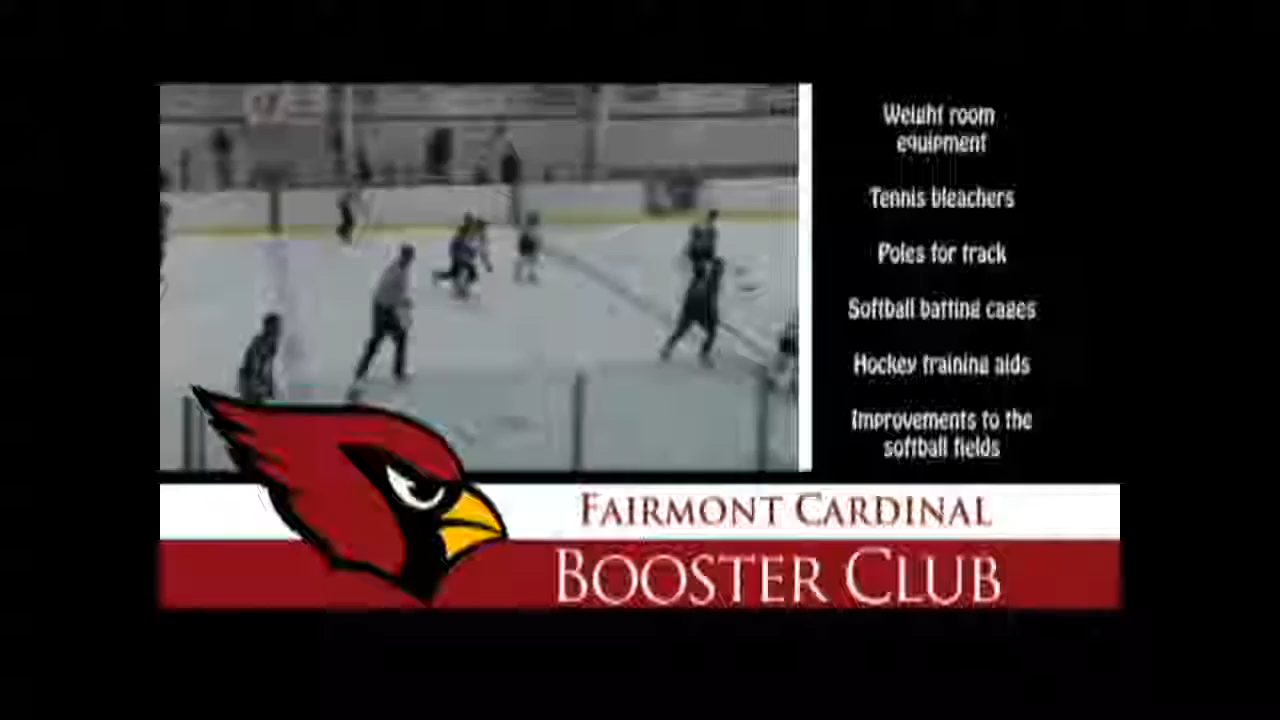 Weight room
equipment
Tennis bleachers
Poles for track
Softball batting cages
Hockey training aids
Improvements to the
softball fields
FAIRMONT CARDINAL
BOOSTER CLUB